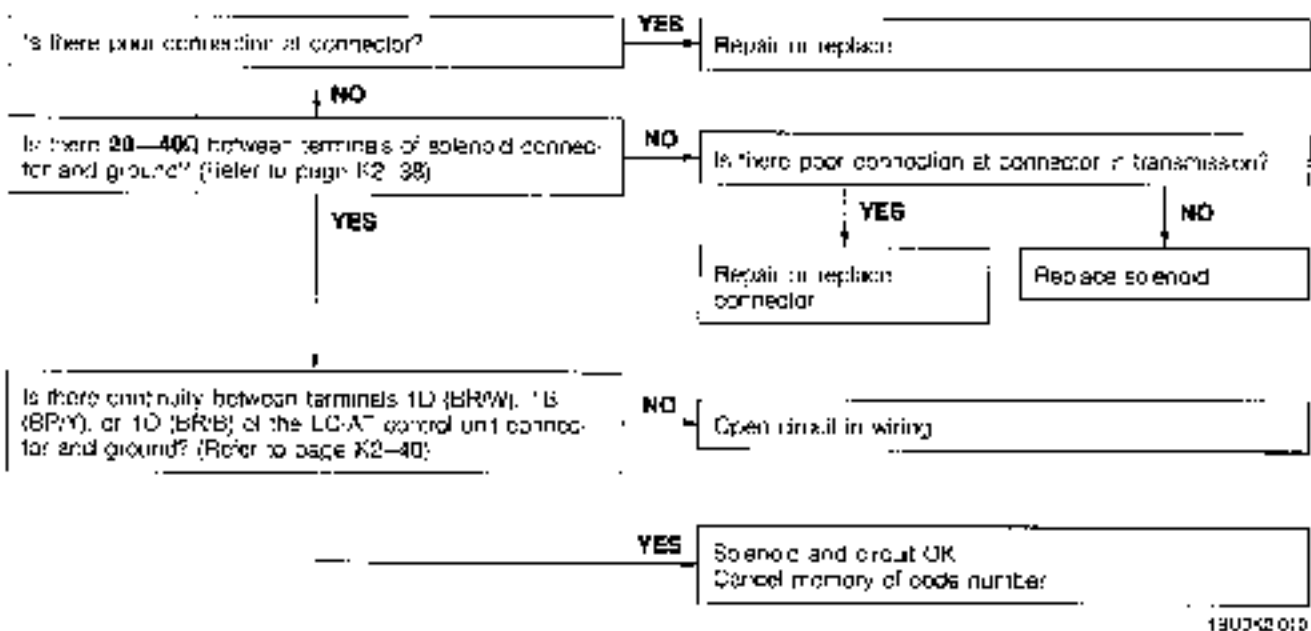 Is there poor connection at connector?
YES
Repair or replace
NO
Is there 20—40Ω between terminals of solenoid connec-
tor and ground? (Refer to page K2–38)
NO
Is there poor connection at connector in transmission?
YES
NO
YES
Repair or replace
connector
Replace solenoid
Is there continuity between terminals 1D (BR/W),
(BR/Y), or (BR/B) of the EC-AT control unit connec-
tor and ground? (Refer to page K2–40)
NO
Open circuit in wiring
YES
Solenoid and circuit OK
Cancel memory of code number